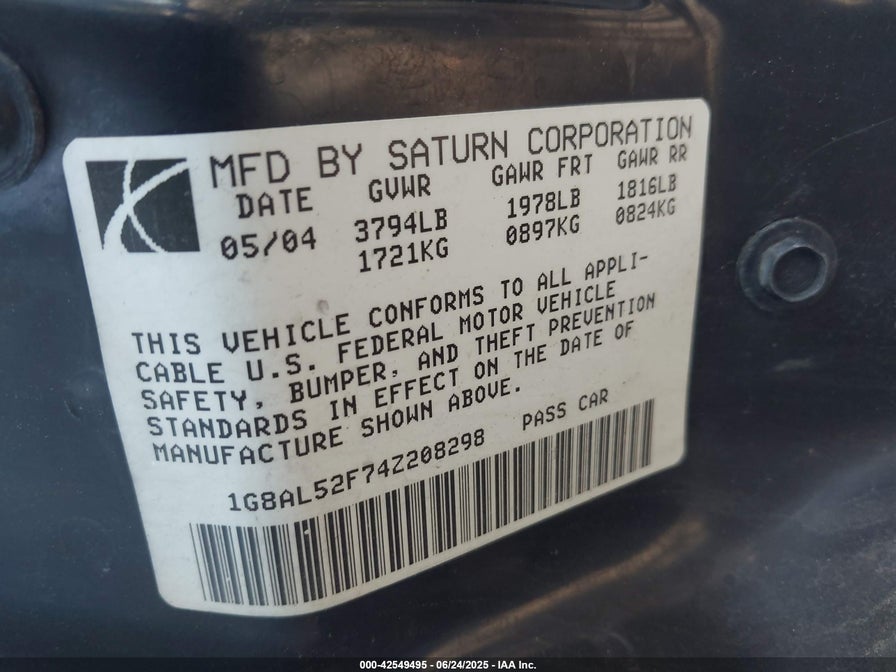 MFD BY SATURN CORPORATION
DATE GVWR GAWR FRT GAWR RR
05/04 3794LB 1978LB 1816LB
1721KG 0897KG 0824KG
THIS VEHICLE CONFORMS TO ALL APPLI-
CABLE U.S. FEDERAL MOTOR VEHICLE
SAFETY, BUMPER, AND THEFT PREVENTION
STANDARDS IN EFFECT ON THE DATE OF
MANUFACTURE SHOWN ABOVE.
1G8AL52F74Z208298 PASS CAR
000-42549495 - 06/24/2025 - IAA Inc.